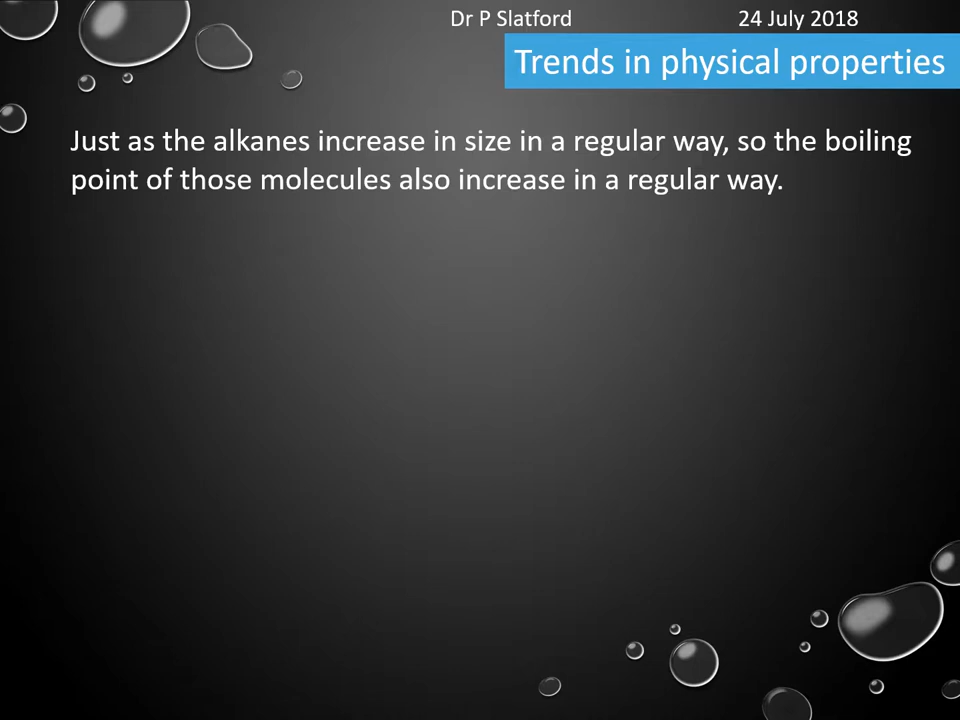 Dr P Slatford 24 July 2018
Trends in physical properties
Just as the alkanes increase in size in a regular way, so the boiling
point of those molecules also increase in a regular way.